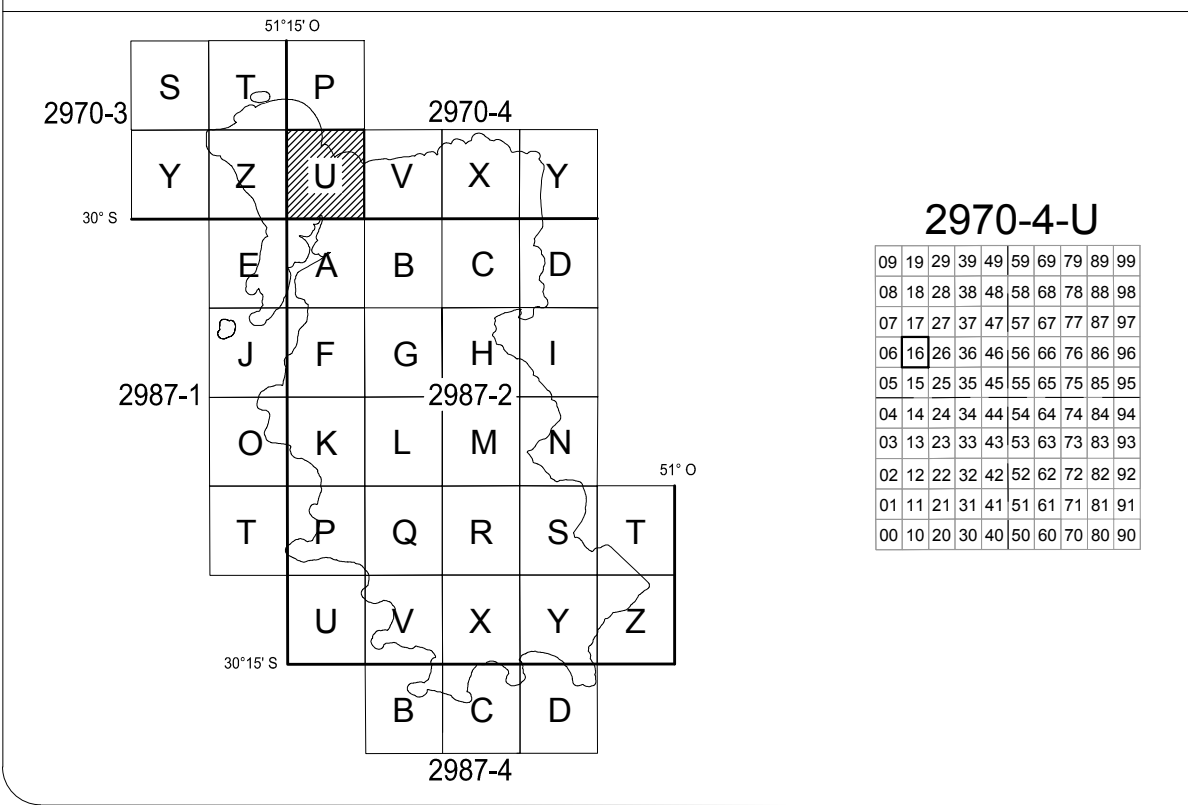 51°15' O
S T P
2970-3 2970-4
Y Z U V X Y
30° S
E A B C D
J F G H I
2987-1 2987-2
O K L M N
51° O
T P Q R S T
U V X Y Z
30°15' S
B C D
2987-4
2970-4-U
09 19 29 39 49 59 69 79 89 99
08 18 28 38 48 58 68 78 88 98
07 17 27 37 47 57 67 77 87 97
06 16 26 36 46 56 66 76 86 96
05 15 25 35 45 55 65 75 85 95
04 14 24 34 44 54 64 74 84 94
03 13 23 33 43 53 63 73 83 93
02 12 22 32 42 52 62 72 82 92
01 11 21 31 41 51 61 71 81 91
00 10 20 30 40 50 60 70 80 90